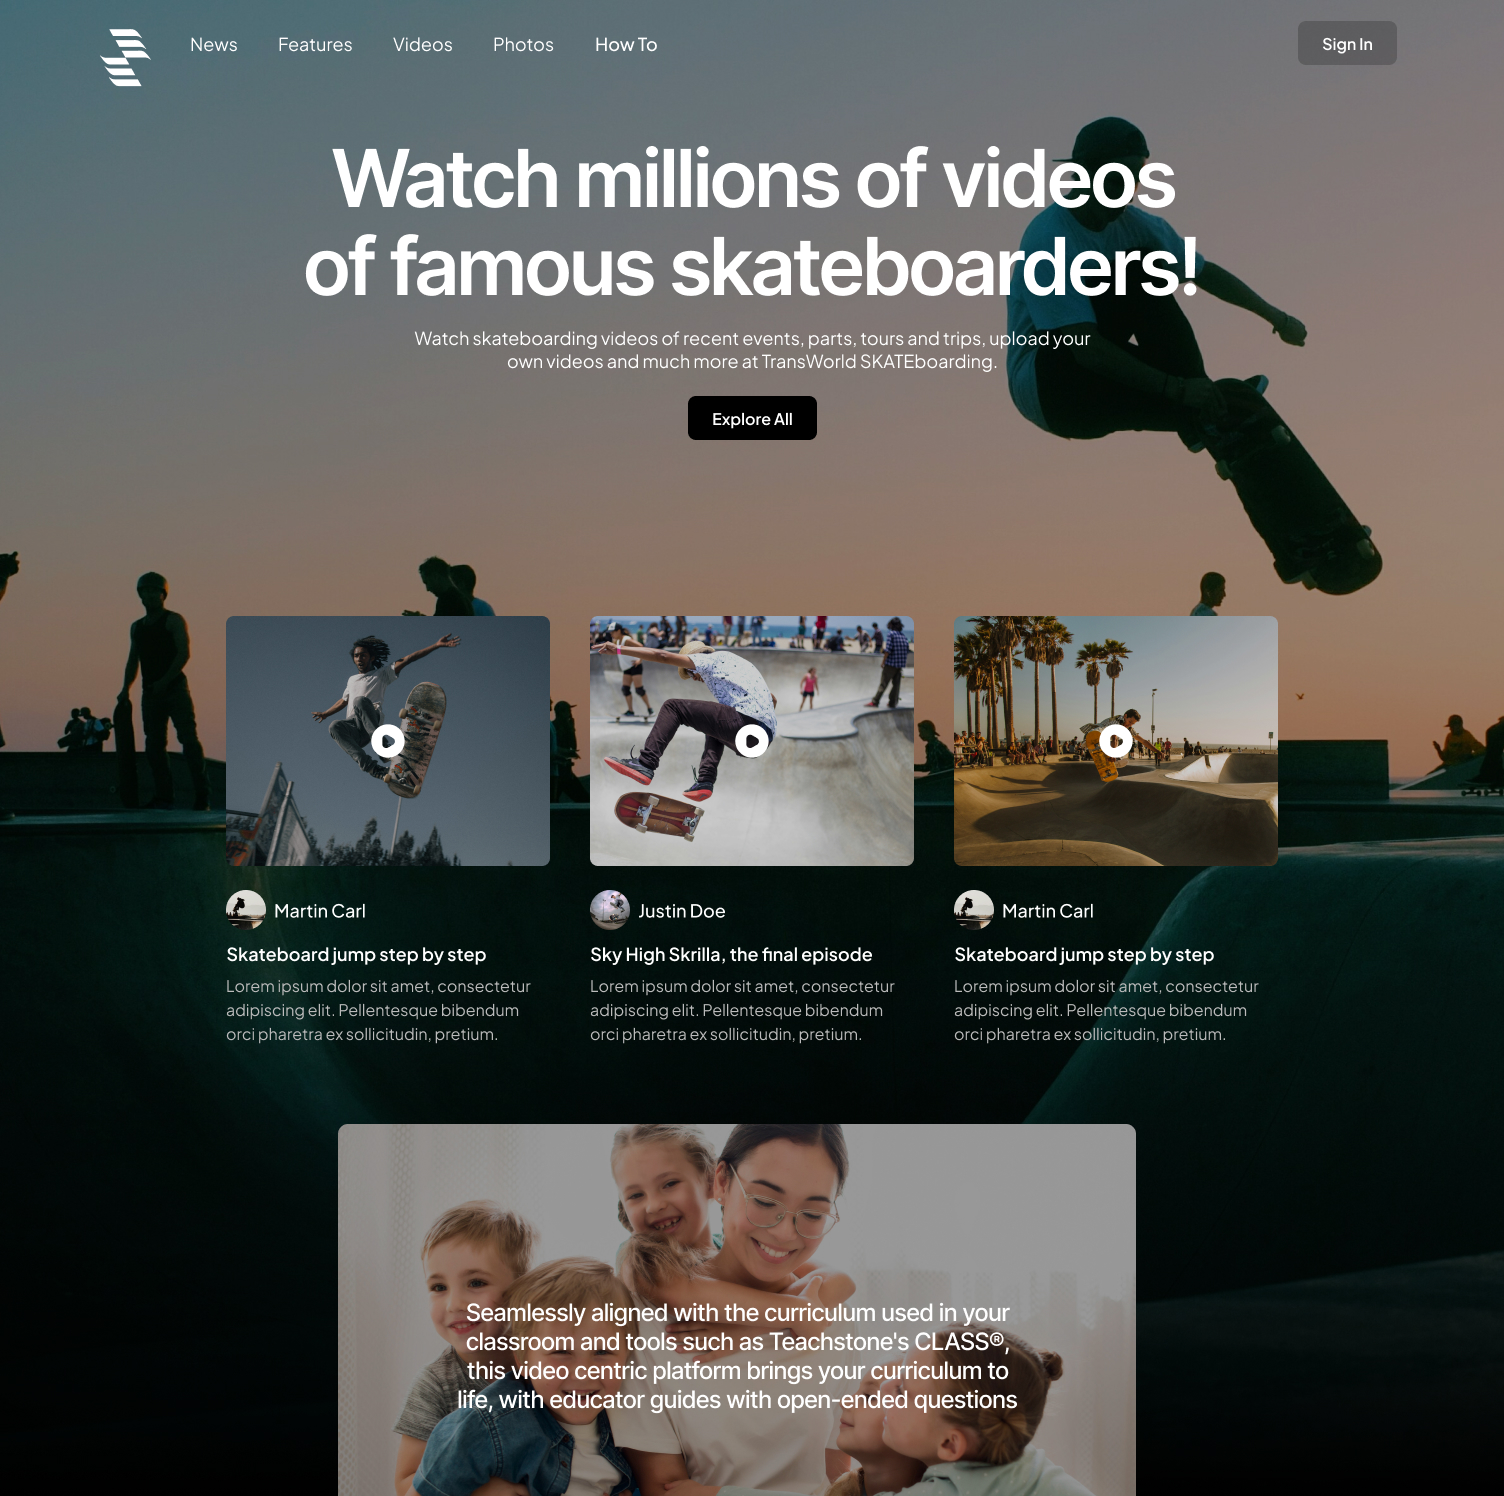 News Features Videos Photos How To Sign In
Watch millions of videos
of famous skateboarders!
Watch skateboarding videos of recent events, parts, tours and trips, upload your
own videos and much more at TransWorld SKATEboarding.
Explore All
Martin Carl
Skateboard jump step by step
Lorem ipsum dolor sit amet, consectetur
adipiscing elit. Pellentesque bibendum
orci pharetra ex sollicitudin, pretium.
Justin Doe
Sky High Skrilla, the final episode
Lorem ipsum dolor sit amet, consectetur
adipiscing elit. Pellentesque bibendum
orci pharetra ex sollicitudin, pretium.
Martin Carl
Skateboard jump step by step
Lorem ipsum dolor sit amet, consectetur
adipiscing elit. Pellentesque bibendum
orci pharetra ex sollicitudin, pretium.
Seamlessly aligned with the curriculum used in your
classroom and tools such as Teachstone's CLASS®,
this video centric platform brings your curriculum to
life, with educator guides with open-ended questions